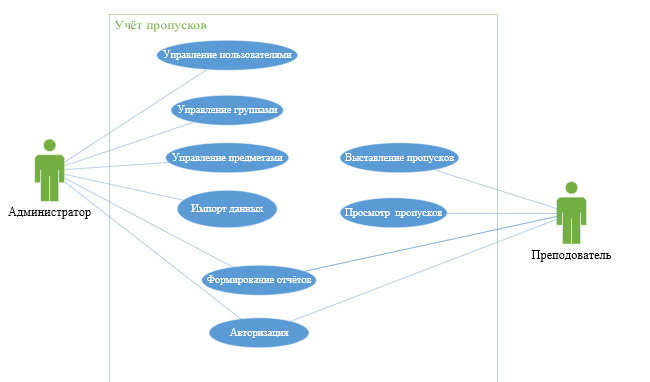 Учёт пропусков
Управление пользователями
Управление группами
Управление предметами
Выставление пропусков
Импорт данных
Просмотр пропусков
Администратор
Преподователь
Формирование отчётов
Авторизация